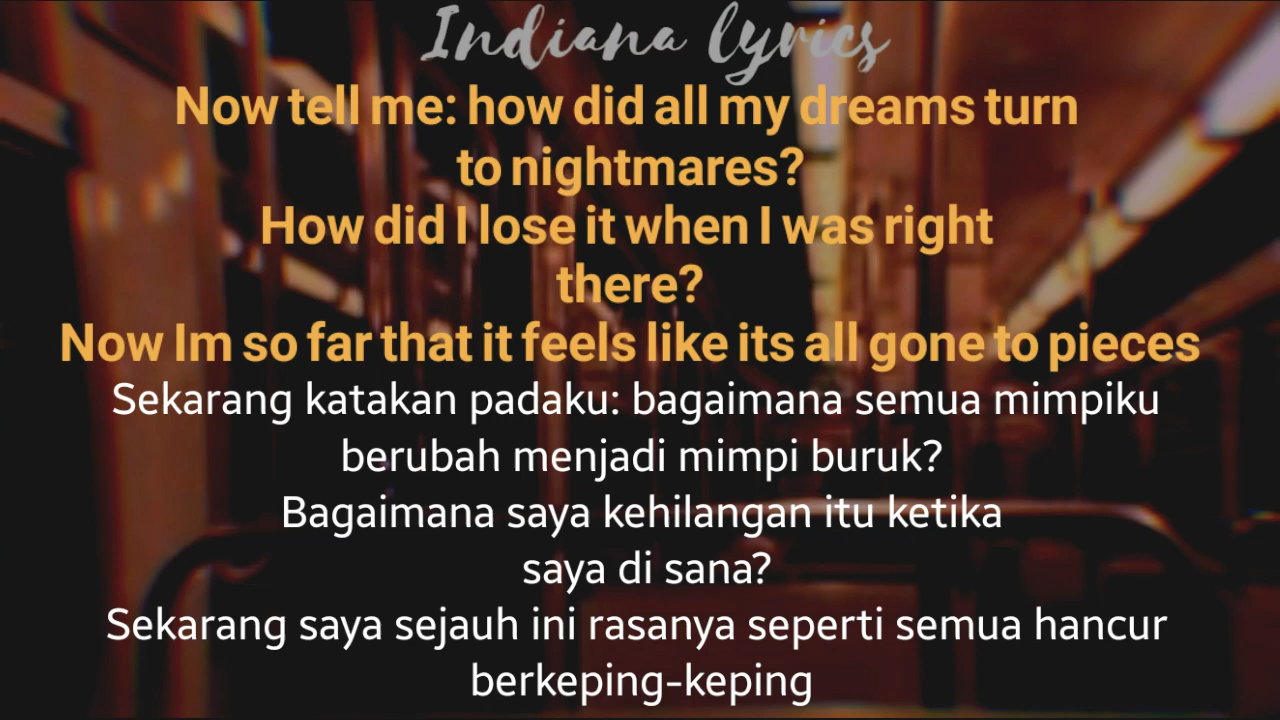 Indiana lyrics
Now tell me: how did all my dreams turn
to nightmares?
How did I lose it when I was right
there?
Now Im so far that it feels like its all gone to pieces
Sekarang katakan padaku: bagaimana semua mimpiku
berubah menjadi mimpi buruk?
Bagaimana saya kehilangan itu ketika
saya di sana?
Sekarang saya sejauh ini rasanya seperti semua hancur
berkeping-keping